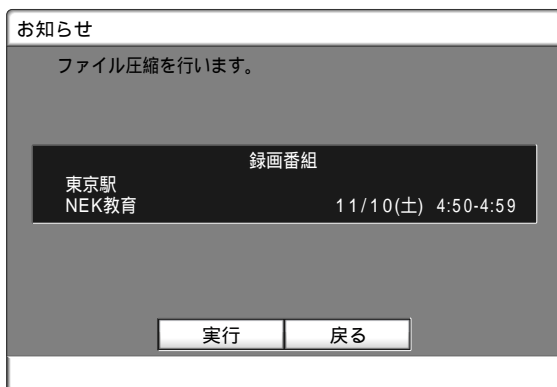 お知らせ
ファイル圧縮を行います。
録画番組
東京駅
NEK教育 11/10(土) 4:50-4:59
実行 戻る